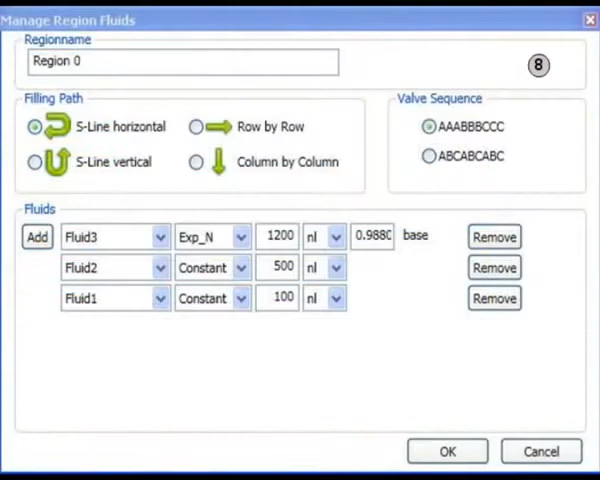 Manage Region Fluids
Regionname
Region 0
8
Filling Path
Valve Sequence
S-Line horizontal
Row by Row
AAABBBCCC
S-Line vertical
Column by Column
ABCABCABC
Fluids
Add Fluid3 Exp_N 1200 nl 0.988C base Remove
Fluid2 Constant 500 nl Remove
Fluid1 Constant 100 nl Remove
OK Cancel